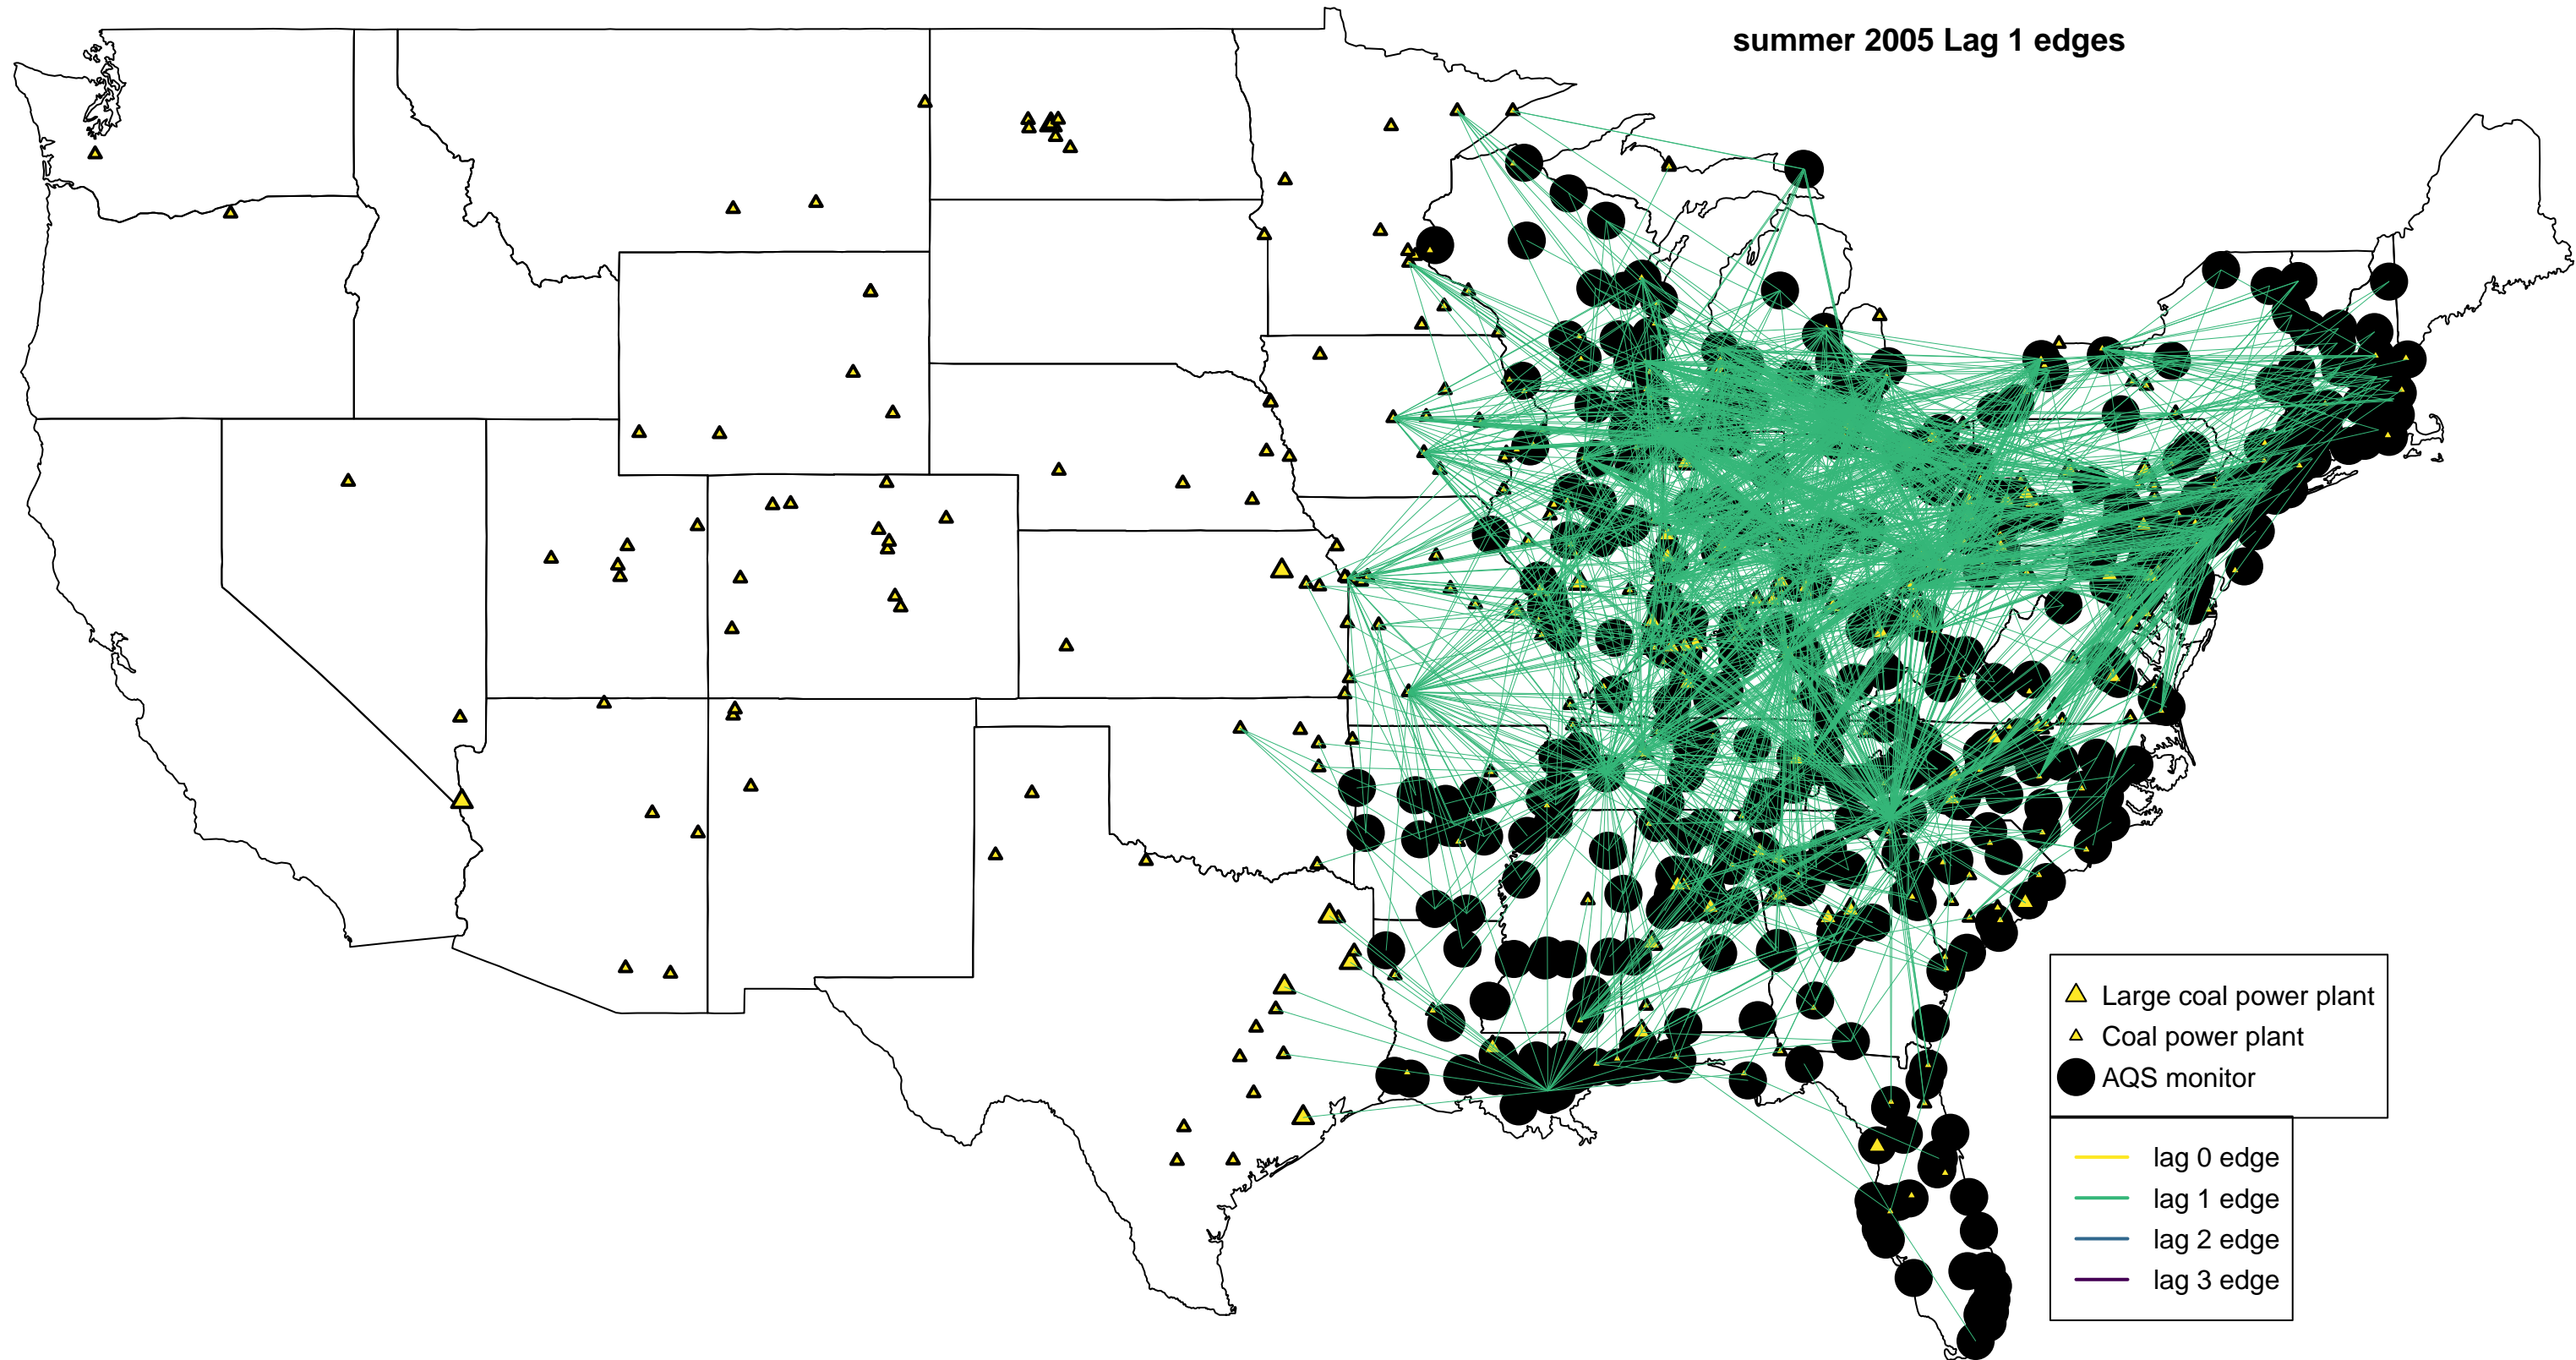 summer 2005 Lag 1 edges
Large coal power plant
Coal power plant
AQS monitor
lag 0 edge
lag 1 edge
lag 2 edge
lag 3 edge